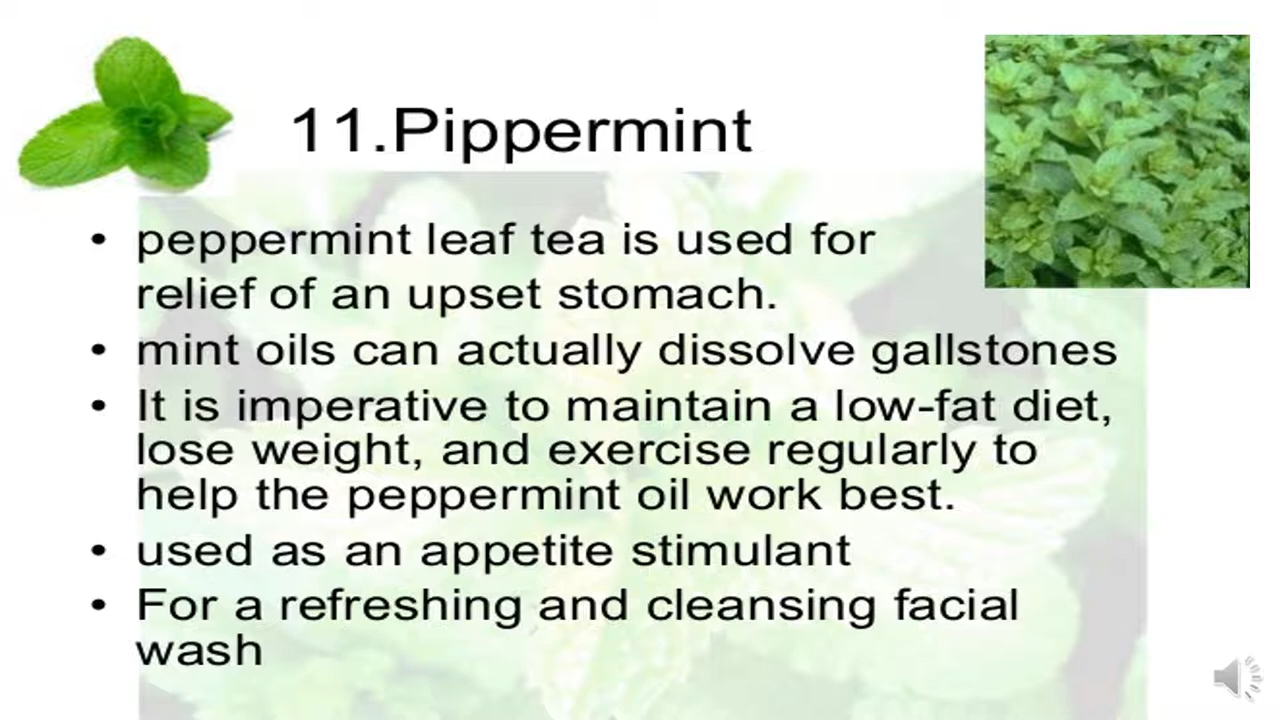 11.Pippermint
• peppermint leaf tea is used for
relief of an upset stomach.
• mint oils can actually dissolve gallstones
• It is imperative to maintain a low-fat diet,
lose weight, and exercise regularly to
help the peppermint oil work best.
• used as an appetite stimulant
• For a refreshing and cleansing facial
wash